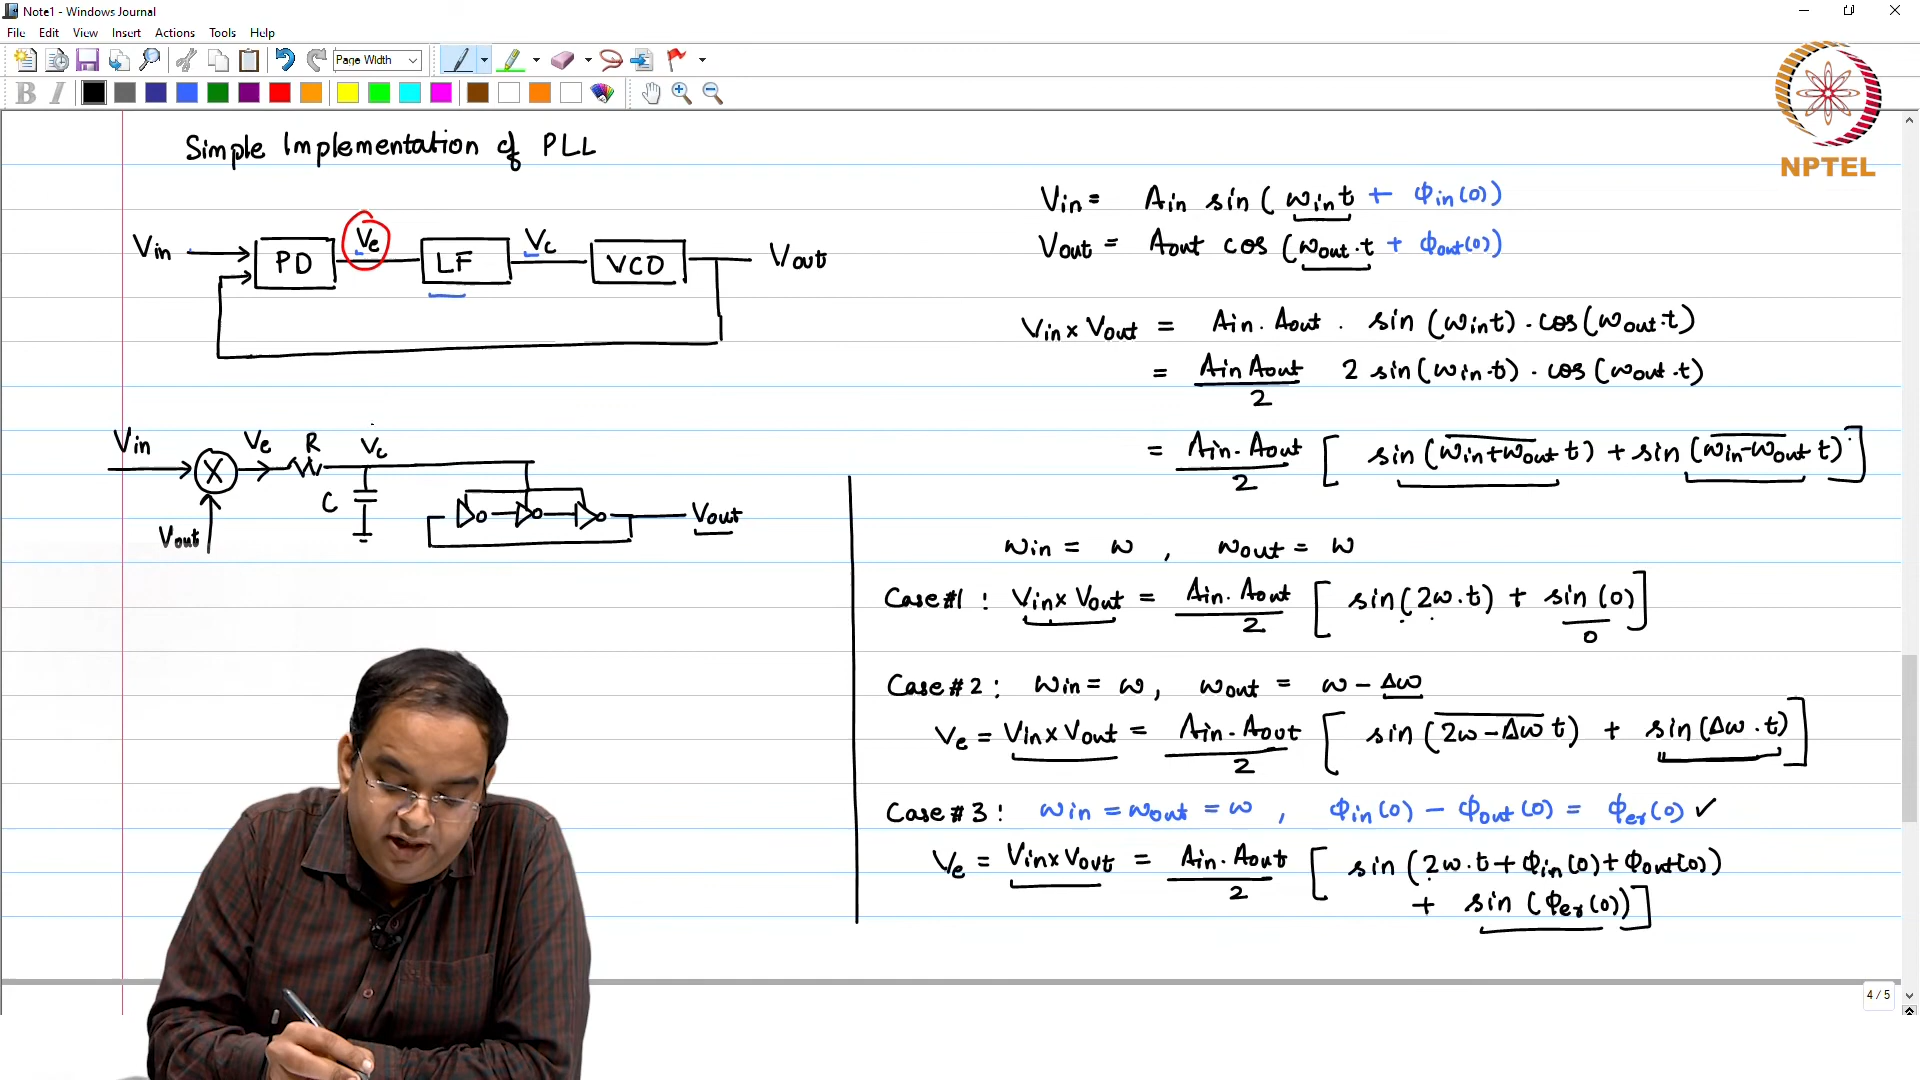 Note1 - Windows Journal
File Edit View Insert Actions Tools Help
Page Width
B I
NPTEL
Simple Implementation of PLL
Vin PD Ve LF Vc VCO Vout
Vin X Ve R Vc
C
Vout
Vout
Vin = Ain sin ( ωin t + Φin(0))
Vout = Aout cos (ωout·t + Φout(0))
Vin x Vout = Ain. Aout . sin (ωin t) . cos(ωout·t)
= Ain Aout / 2 2 sin(ωin·t) . cos (ωout·t)
= Ain. Aout / 2 [ sin(ωin+ωout t) + sin (ωin-ωout t) ]
ωin = ω , ωout = ω
Case#1 : Vin x Vout = Ain. Aout / 2 [ sin(2ω.t) + sin (0) ]
0
Case#2 : ωin = ω, ωout = ω - Δω
Ve = Vin x Vout = Ain. Aout / 2 [ sin (2ω-Δω t) + sin(Δω . t) ]
Case#3 : ωin = ωout = ω , Φin(0) - Φout(0) = Φer(0) ✓
Ve = Vin x Vout = Ain. Aout / 2 [ sin (2ω.t + Φin(0) + Φout(0))
+ sin (Φer(0)) ]
4 / 5